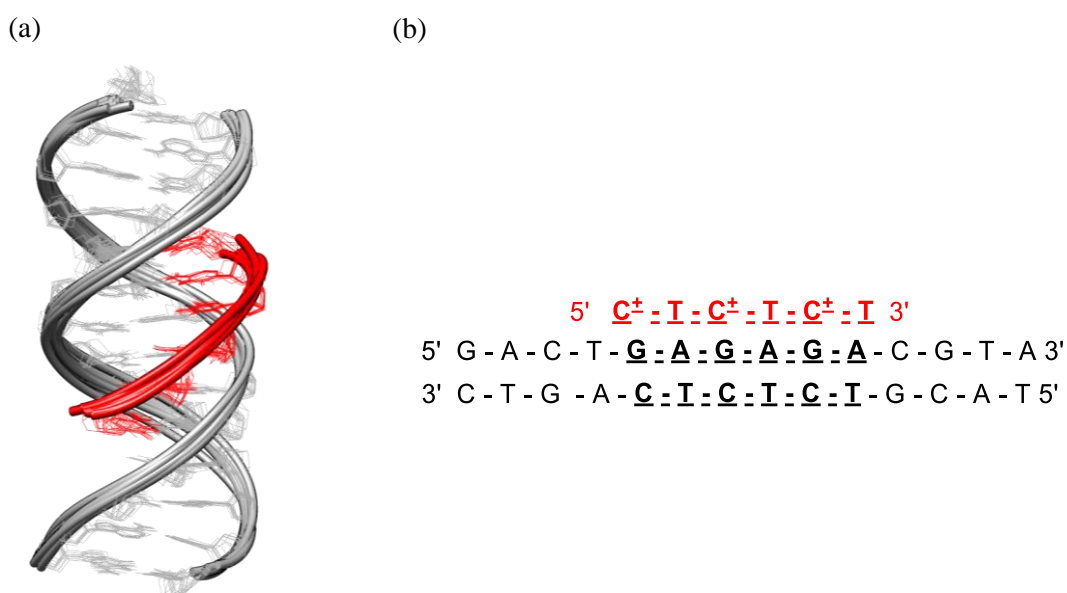 (a)
(b)
5' C± - T - C± - T - C± - T 3'
5' G - A - C - T - G - A - G - A - G - A - C - G - T - A 3'
3' C - T - G - A - C - T - C - T - C - T - G - C - A - T 5'